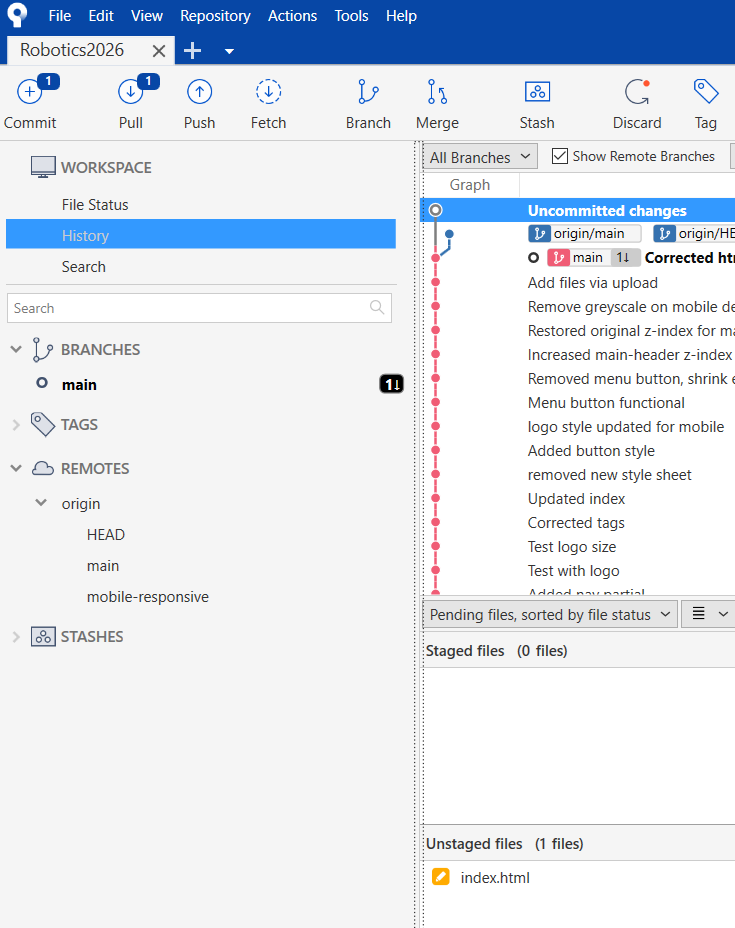 File Edit View Repository Actions Tools Help
Robotics2026
1 1
Commit Pull Push Fetch Branch Merge Stash Discard Tag
WORKSPACE
File Status
History
Search
Search
BRANCHES
main 1↓
TAGS
REMOTES
origin
HEAD
main
mobile-responsive
STASHES
All Branches Show Remote Branches
Graph
Uncommitted changes
origin/main origin/HE
main 1↓ Corrected ht
Add files via upload
Remove greyscale on mobile de
Restored original z-index for ma
Increased main-header z-index
Removed menu button, shrink e
Menu button functional
logo style updated for mobile
Added button style
removed new style sheet
Updated index
Corrected tags
Test logo size
Test with logo
Added nav partial
Pending files, sorted by file status
Staged files (0 files)
Unstaged files (1 files)
index.html